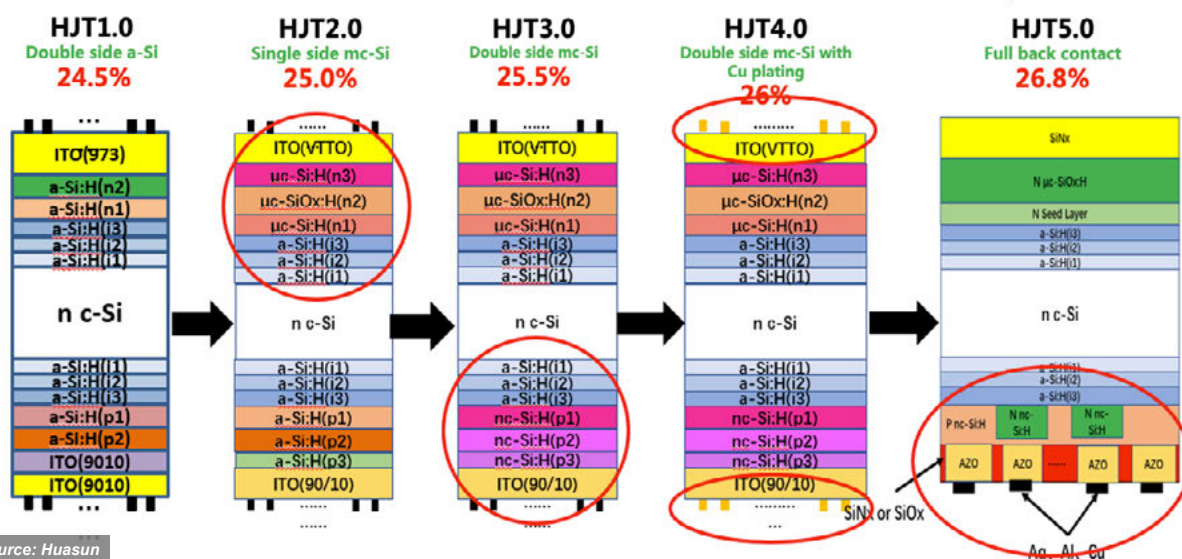 HJT1.0
Double side a-Si
24.5%
...
ITO(973)
a-Si:H(n2)
a-Si:H(n1)
a-Si:H(i3)
a-Si:H(i2)
a-Si:H(i1)
n c-Si
a-Si:H(i1)
a-Si:H(i2)
a-Si:H(i3)
a-Si:H(p1)
a-Si:H(p2)
ITO(9010)
ITO(9010)
...
HJT2.0
Single side mc-Si
25.0%
......
ITO(VTTO)
μc-Si:H(n3)
μc-SiOx:H(n2)
μc-Si:H(n1)
a-Si:H(i3)
a-Si:H(i2)
a-Si:H(i1)
n c-Si
a-Si:H(i1)
a-Si:H(i2)
a-Si:H(i3)
a-Si:H(p1)
a-Si:H(p2)
a-Si:H(p3)
ITO(90/10)
......
......
HJT3.0
Double side mc-Si
25.5%
......
ITO(VTTO)
μc-Si:H(n3)
μc-SiOx:H(n2)
μc-Si:H(n1)
a-Si:H(i3)
a-Si:H(i2)
a-Si:H(i1)
n c-Si
a-Si:H(i1)
a-Si:H(i2)
a-Si:H(i3)
nc-Si:H(p1)
nc-Si:H(p2)
nc-Si:H(p3)
ITO(90/10)
......
......
HJT4.0
Double side mc-Si with
Cu plating
26%
.........
ITO(VTTO)
μc-Si:H(n3)
μc-SiOx:H(n2)
μc-Si:H(n1)
a-Si:H(i3)
a-Si:H(i2)
a-Si:H(i1)
n c-Si
a-Si:H(i1)
a-Si:H(i2)
a-Si:H(i3)
nc-Si:H(p1)
nc-Si:H(p2)
nc-Si:H(p3)
ITO(90/10)
.........
...
HJT5.0
Full back contact
26.8%
SiNx
N μc-SiOx:H
N Seed Layer
a-Si:H(i3)
a-Si:H(i2)
a-Si:H(i1)
n c-Si
a-Si:H(i1)
a-Si:H(i2)
a-Si:H(i3)
P nc-Si:H
N nc-
Si:H
N nc-
Si:H
AZO
AZO
......
AZO
AZO
SiNx or SiOx
Ag、Al、Cu
urce: Huasun